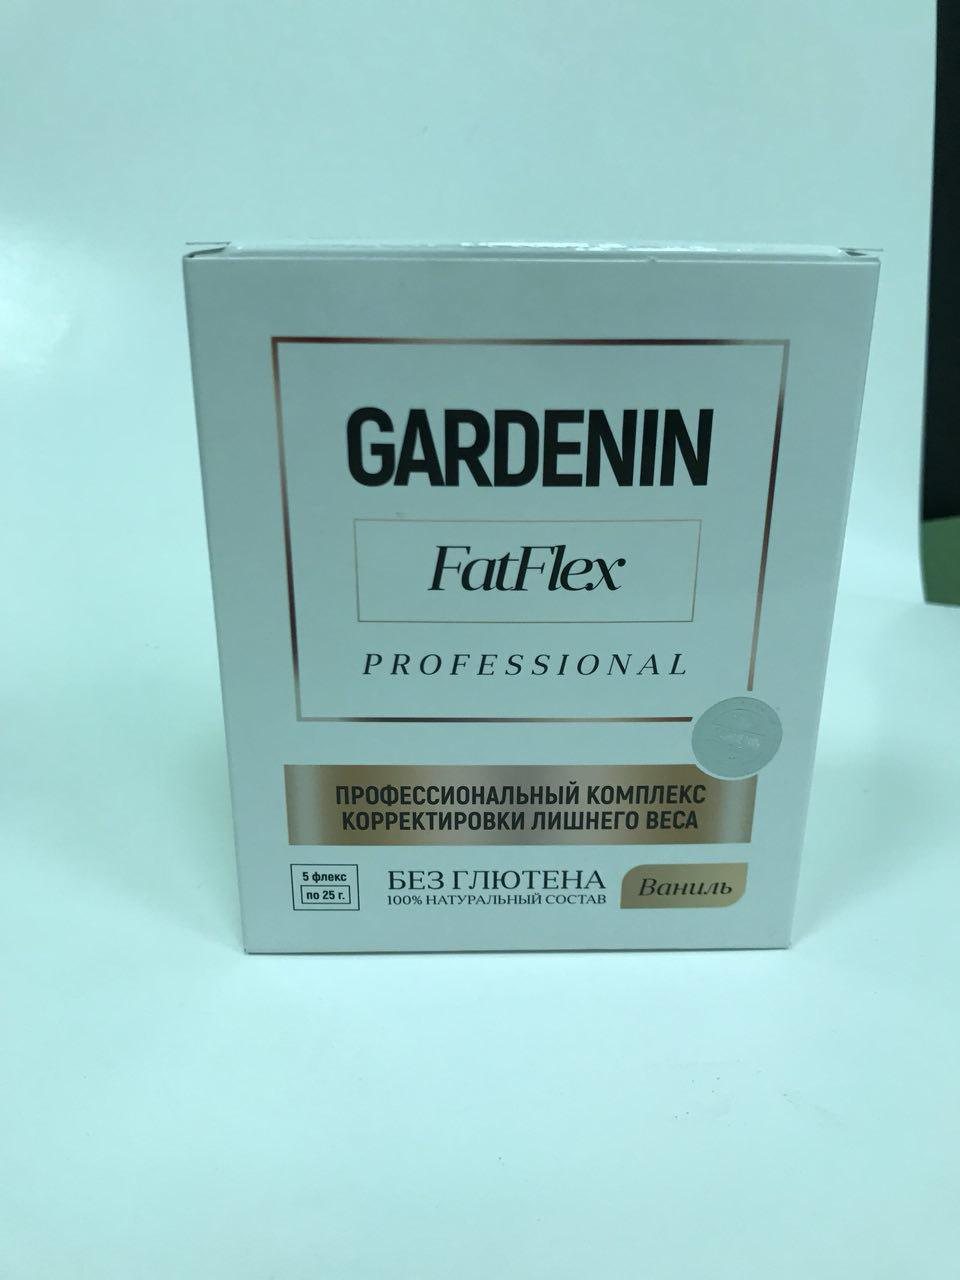 GARDENIN
FatFlex
PROFESSIONAL
ПРОФЕССИОНАЛЬНЫЙ КОМПЛЕКС
КОРРЕКТИРОВКИ ЛИШНЕГО ВЕСА
5 флекс
по 25 г.
БЕЗ ГЛЮТЕНА
100% НАТУРАЛЬНЫЙ СОСТАВ
Ваниль